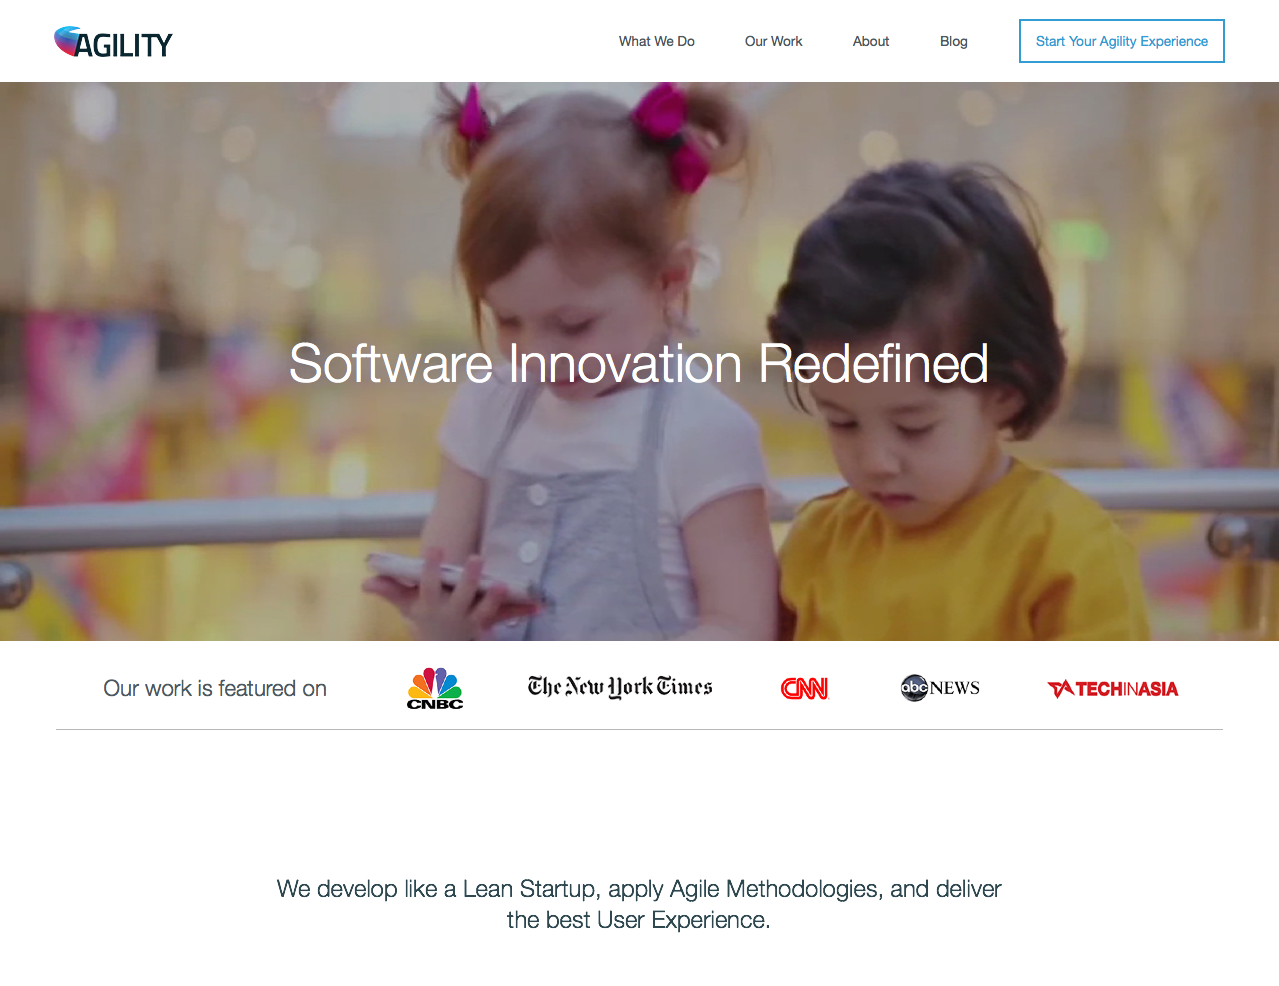 AGILITY
What We Do
Our Work
About
Blog
Start Your Agility Experience
Software Innovation Redefined
Our work is featured on
CNBC
The New York Times
CNN
abc NEWS
TECHINASIA
We develop like a Lean Startup, apply Agile Methodologies, and deliver
the best User Experience.